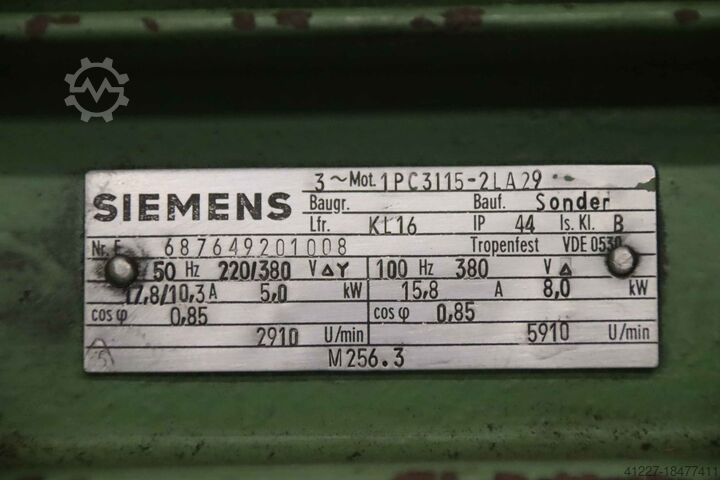 3~Mot. 1PC3115-2LA29
SIEMENS
Baugr. Bauf. Sonder
Lfr. KL16 IP 44 Is. Kl. B
Nr. E 687649201008 Tropenfest VDE 0530
50 Hz 220/380 V △Y 100 Hz 380 V △
17,8/10,3 A 5,0 kW 15,8 A 8,0 kW
cos φ 0,85 cos φ 0,85
2910 U/min 5910 U/min
M256.3
41227-18477411